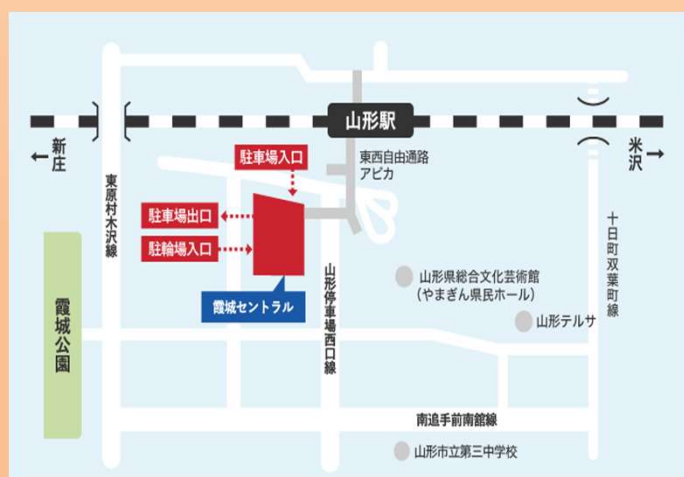 山形駅
←新庄
米沢→
駐車場入口
東西自由通路
アピカ
駐車場出口
駐輪場入口
東原村木沢線
霞城セントラル
山形停車場西口線
十日町双葉町線
霞城公園
山形県総合文化芸術館
(やまぎん県民ホール)
山形テルサ
南追手前南館線
山形市立第三中学校